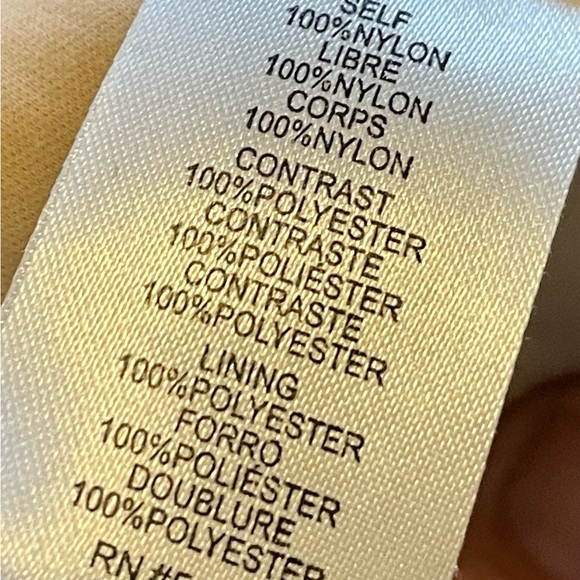 SELF
100%NYLON
LIBRE
100%NYLON
CORPS
100%NYLON
CONTRAST
100%POLYESTER
CONTRASTE
100%POLIÉSTER
CONTRASTE
100%POLYESTER
LINING
100%POLYESTER
FORRO
100%POLIÉSTER
DOUBLURE
100%POLYESTER
RN #